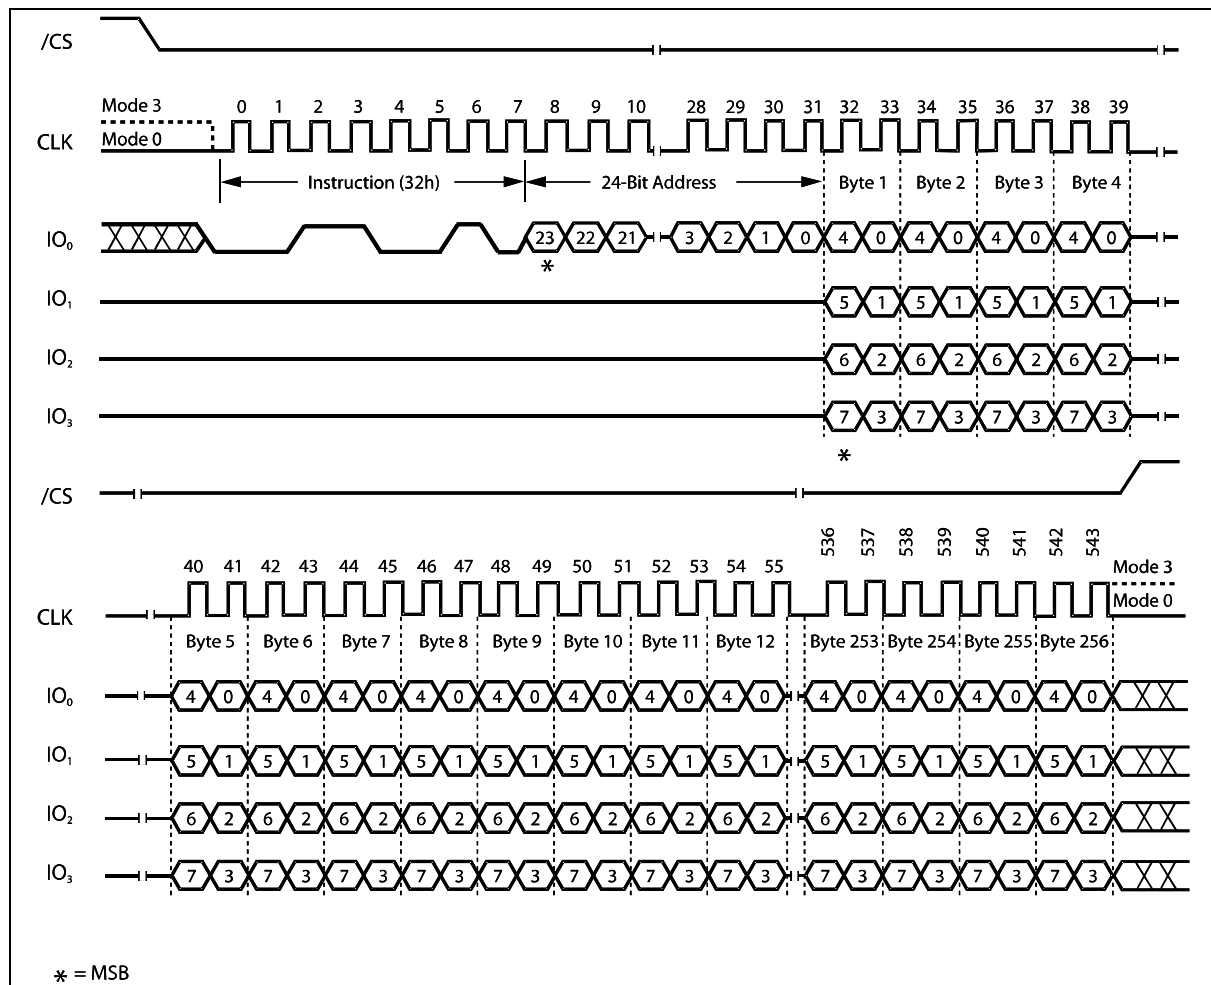 /CS
Mode 3
0 1 2 3 4 5 6 7 8 9 10 28 29 30 31 32 33 34 35 36 37 38 39
CLK
Mode 0
Instruction (32h) 24-Bit Address Byte 1 Byte 2 Byte 3 Byte 4
IO₀ 23 22 21 3 2 1 0 4 0 4 0 4 0 4 0
*
IO₁ 5 1 5 1 5 1 5 1
IO₂ 6 2 6 2 6 2 6 2
IO₃ 7 3 7 3 7 3 7 3
*
/CS
40 41 42 43 44 45 46 47 48 49 50 51 52 53 54 55 536 537 538 539 540 541 542 543
Mode 3
CLK
Mode 0
Byte 5 Byte 6 Byte 7 Byte 8 Byte 9 Byte 10 Byte 11 Byte 12 Byte 253 Byte 254 Byte 255 Byte 256
IO₀ 4 0 4 0 4 0 4 0 4 0 4 0 4 0 4 0 4 0 4 0 4 0 4 0
IO₁ 5 1 5 1 5 1 5 1 5 1 5 1 5 1 5 1 5 1 5 1 5 1 5 1
IO₂ 6 2 6 2 6 2 6 2 6 2 6 2 6 2 6 2 6 2 6 2 6 2 6 2
IO₃ 7 3 7 3 7 3 7 3 7 3 7 3 7 3 7 3 7 3 7 3 7 3 7 3
* = MSB